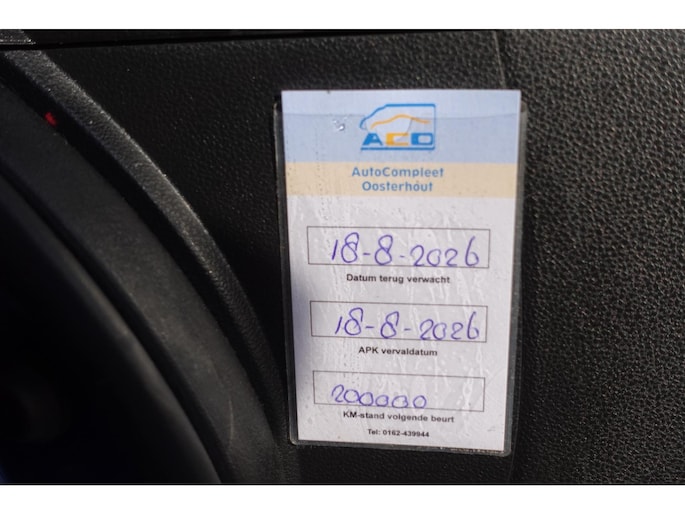 ACO
AutoCompleet
Oosterhout
18-8-2026
Datum terug verwacht
18-8-2026
APK vervaldatum
200000
KM-stand volgende beurt
Tel: 0162-439944